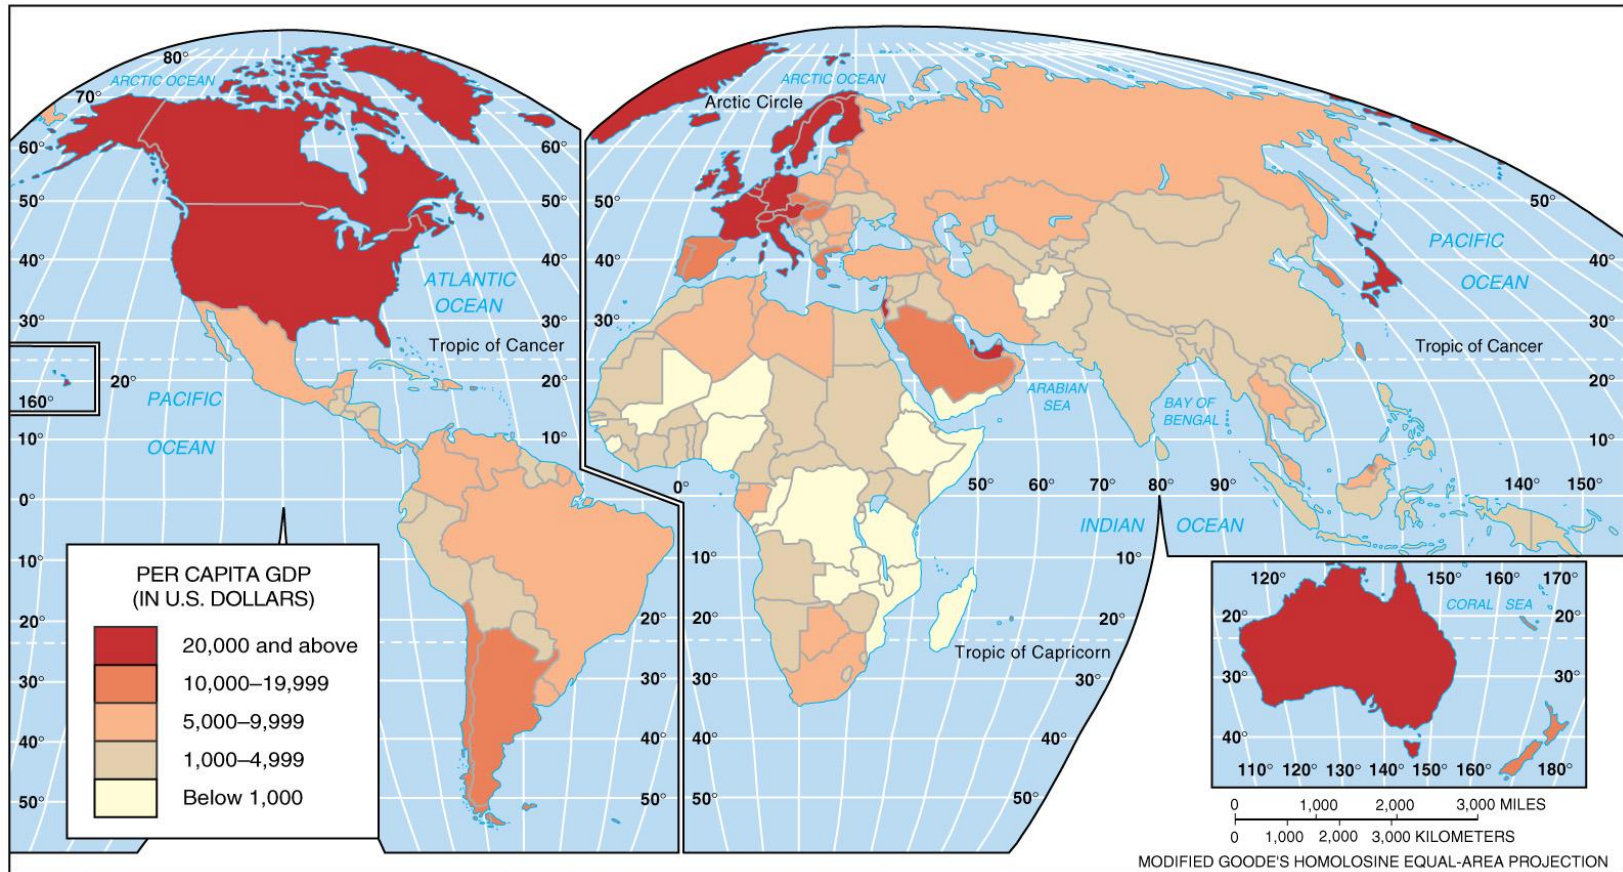 80°
ARCTIC OCEAN
70°
60°
60°
50°
50°
40°
40°
ATLANTIC
OCEAN
30°
30°
Tropic of Cancer
20°
160°
20°
PACIFIC
OCEAN
10°
10°
0°
10°
10°
20°
20°
30°
30°
40°
40°
50°
50°
PER CAPITA GDP
(IN U.S. DOLLARS)
20,000 and above
10,000–19,999
5,000–9,999
1,000–4,999
Below 1,000
ARCTIC OCEAN
Arctic Circle
50°
50°
40°
40°
PACIFIC
OCEAN
30°
30°
Tropic of Cancer
20°
ARABIAN
SEA
BAY OF
BENGAL
10°
0°
50°
60°
70°
80°
90°
140°
150°
INDIAN
OCEAN
10°
10°
20°
20°
Tropic of Capricorn
30°
30°
40°
40°
50°
50°
120°
150°
160°
170°
CORAL SEA
20°
20°
30°
30°
40°
110°
120°
130°
140°
150°
160°
180°
0 1,000 2,000 3,000 MILES
0 1,000 2,000 3,000 KILOMETERS
MODIFIED GOODE'S HOMOLOSINE EQUAL-AREA PROJECTION